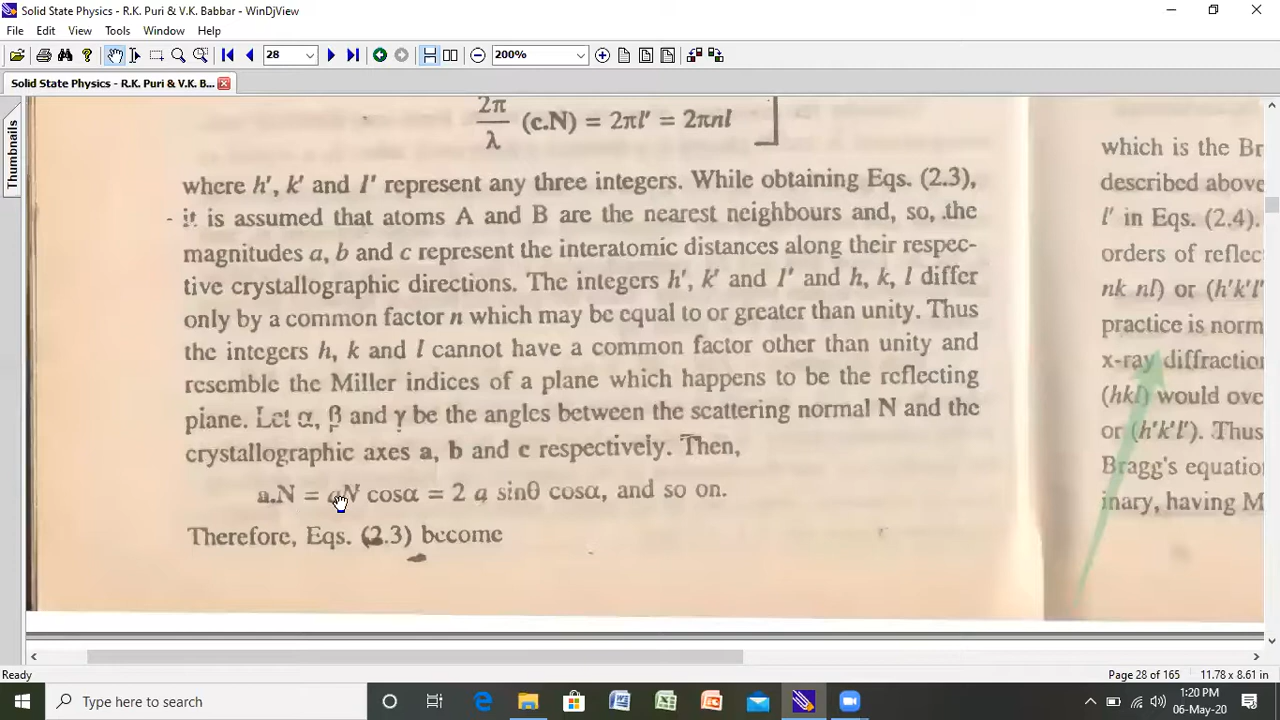 Solid State Physics - R.K. Puri & V.K. Babbar - WinDjView
File Edit View Tools Window Help
28
200%
Solid State Physics - R.K. Puri & V.K. B...
Thumbnails
2π/λ (c.N) = 2πl′ = 2πnl
where h′, k′ and l′ represent any three integers. While obtaining Eqs. (2.3),
it is assumed that atoms A and B are the nearest neighbours and, so, the
magnitudes a, b and c represent the interatomic distances along their respec-
tive crystallographic directions. The integers h′, k′ and l′ and h, k, l differ
only by a common factor n which may be equal to or greater than unity. Thus
the integers h, k and l cannot have a common factor other than unity and
resemble the Miller indices of a plane which happens to be the reflecting
plane. Let α, β and γ be the angles between the scattering normal N and the
crystallographic axes a, b and c respectively. Then,
a.N = aN cosα = 2 a sinθ cosα, and so on.
Therefore, Eqs. (2.3) become
which is the Br
described above
l′ in Eqs. (2.4).
orders of reflec
nk nl) or (h′k′l′
practice is norm
x-ray diffraction
(hkl) would ove
or (h′k′l′). Thus
Bragg's equation
inary, having M
Ready
Page 28 of 165
11.78 x 8.61 in
Type here to search
1:20 PM
06-May-20